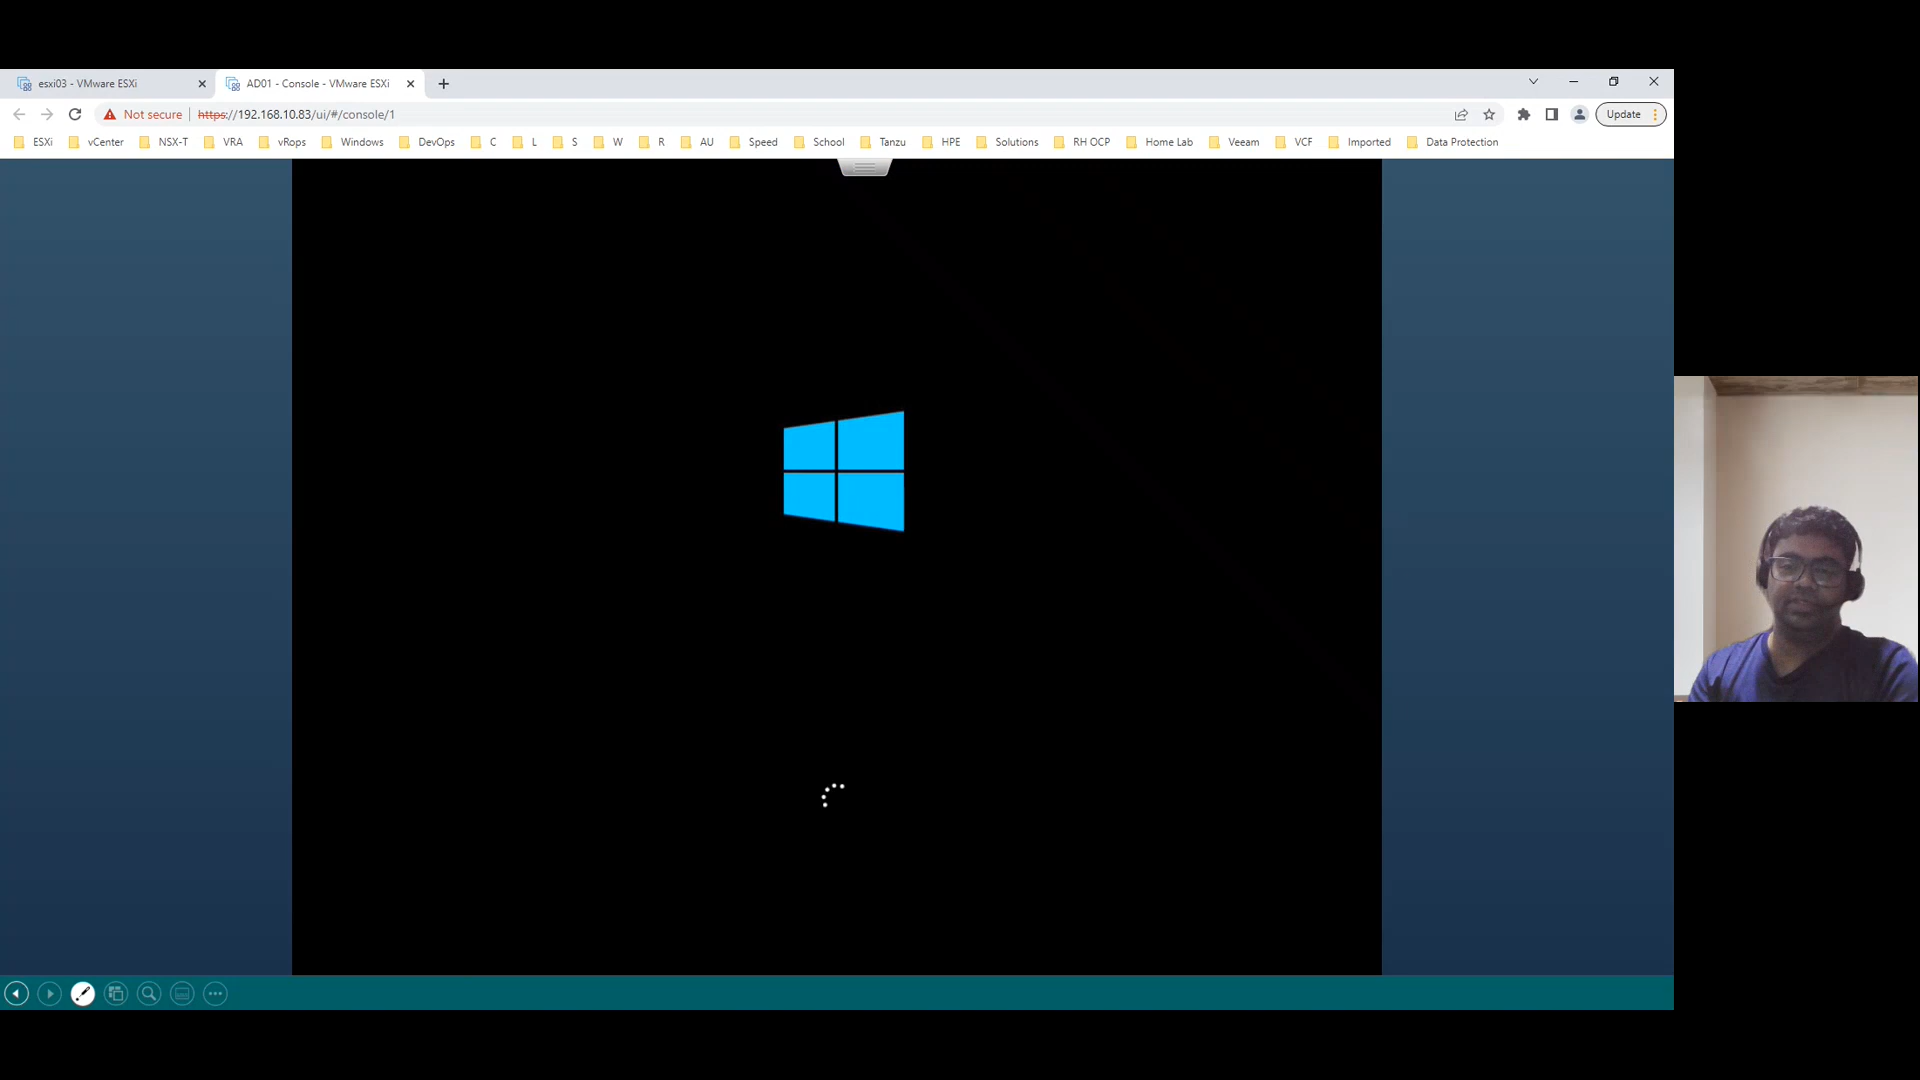 esxi03 - VMware ESXi
AD01 - Console - VMware ESXi
Not secure https://192.168.10.83/ui/#/console/1
Update
ESXi vCenter NSX-T VRA vRops Windows DevOps C L S W R AU Speed School Tanzu HPE Solutions RH OCP Home Lab Veeam VCF Imported Data Protection